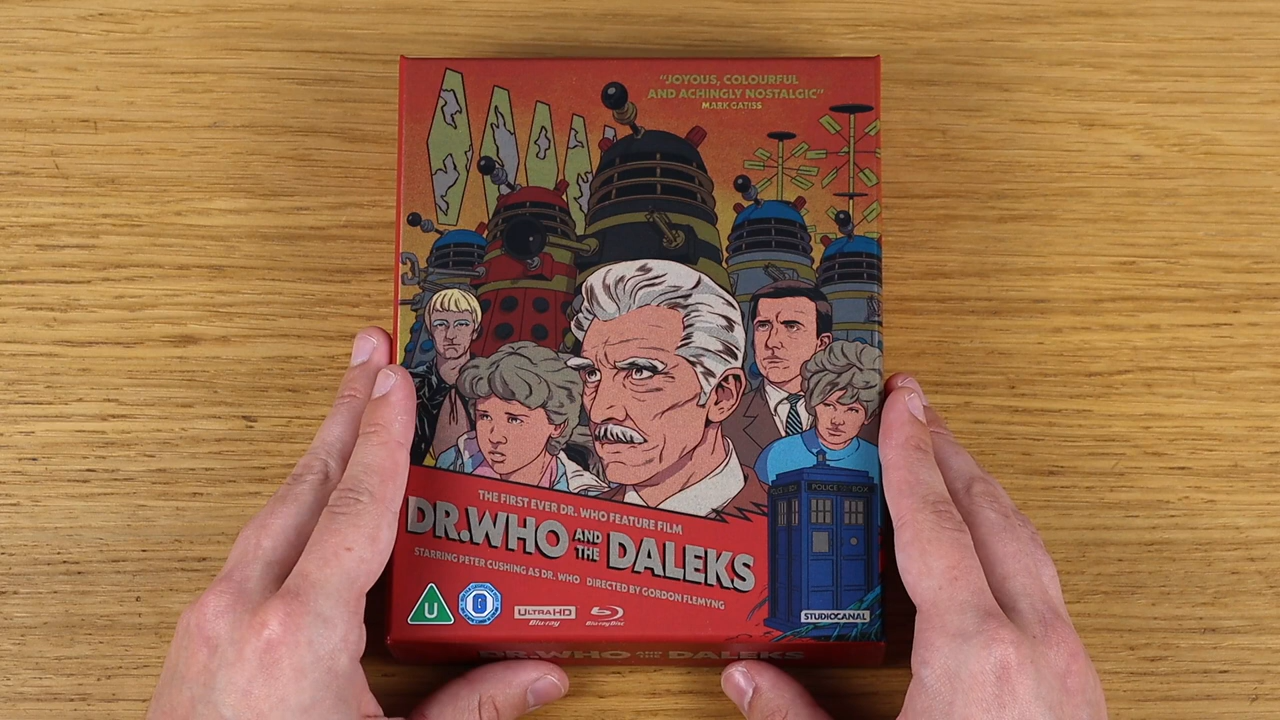 "JOYOUS, COLOURFUL
AND ACHINGLY NOSTALGIC"
MARK GATISS
POLICE BOX
THE FIRST EVER DR. WHO FEATURE FILM
DR.WHO AND THE DALEKS
STARRING PETER CUSHING AS DR. WHO DIRECTED BY GORDON FLEMYNG
U
ULTRA HD
Blu-ray
Blu-ray Disc
STUDIOCANAL
DR.WHO AND THE DALEKS